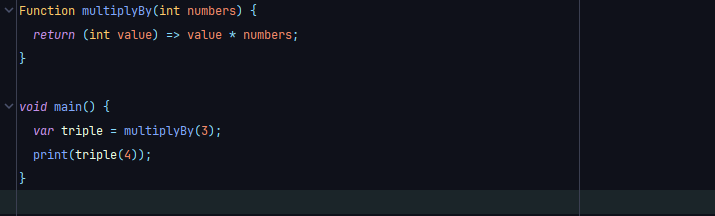 Function multiplyBy(int numbers) {
  return (int value) => value * numbers;
}

void main() {
  var triple = multiplyBy(3);
  print(triple(4));
}